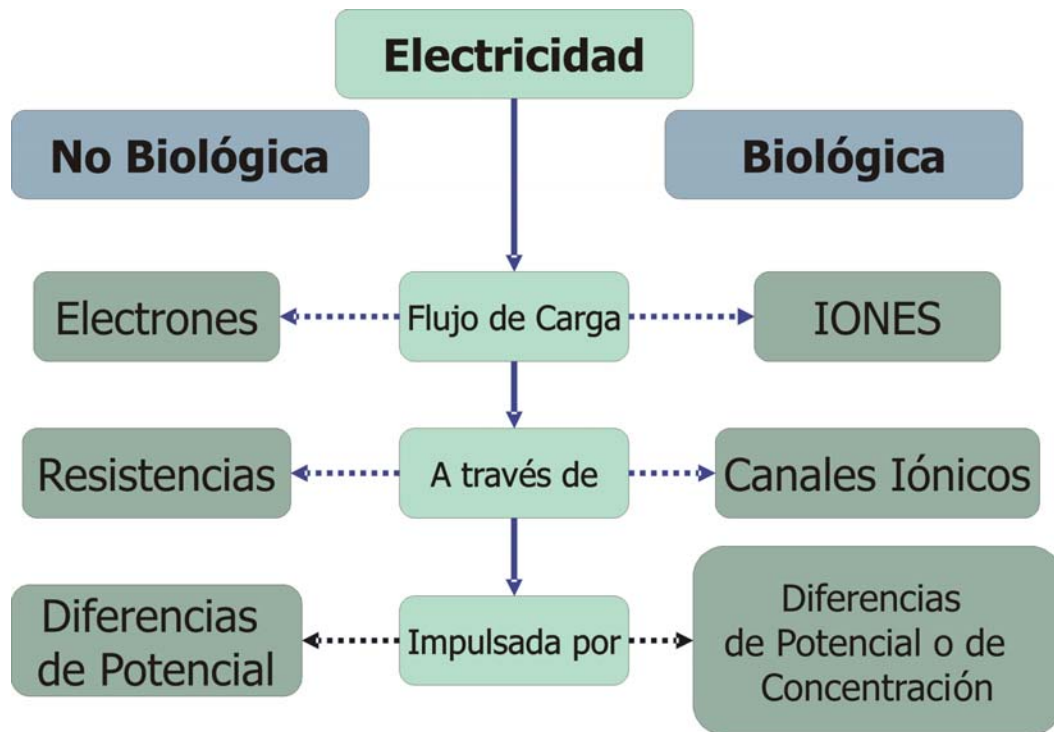 Electricidad
No Biológica
Biológica
Electrones
Flujo de Carga
IONES
Resistencias
A través de
Canales Iónicos
Diferencias
de Potencial
Impulsada por
Diferencias
de Potencial o de
Concentración